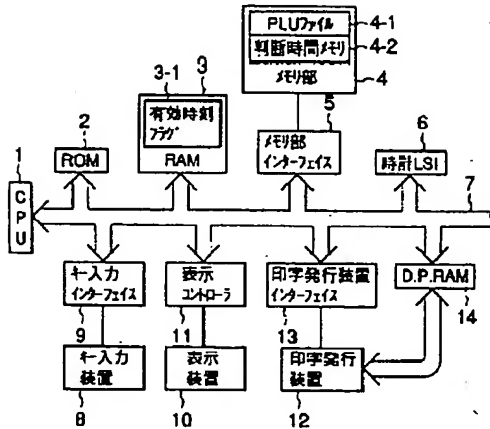 PLUファイル
4-1
判断時間メモリ
4-2
メモリ部
4
3
3-1
有効時刻
フラグ
RAM
5
メモリ部
インターフェイス
6
時計LSI
2
ROM
1
CPU
7
キー入力
インターフェイス
9
キー入力
装置
8
表示
コントローラ
11
表示
装置
10
印字発行装置
インターフェイス
13
印字発行
装置
12
D.P.RAM
14